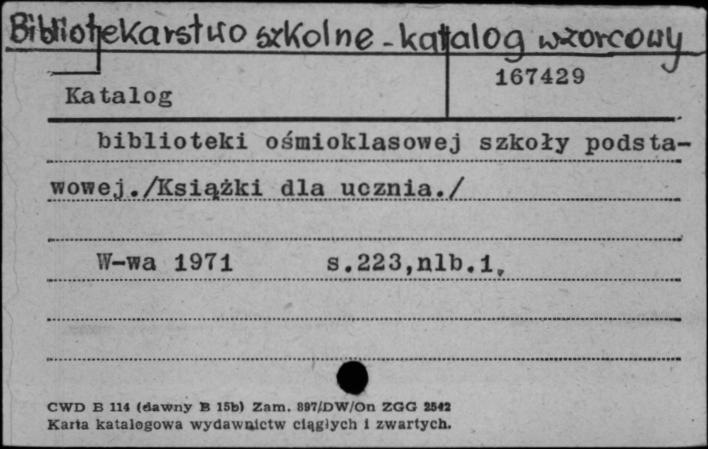 Bibliotekarstwo szkolne - katalog wzorcowy
167429
Katalog
biblioteki ośmioklasowej szkoły podsta-
wowej./Książki dla ucznia./
W-wa 1971 s.223,nlb.1,
CWD B 114 (dawny B 15b) Zam. 897/DW/On ZGG 2542
Karta katalogowa wydawnictw ciągłych i zwartych.